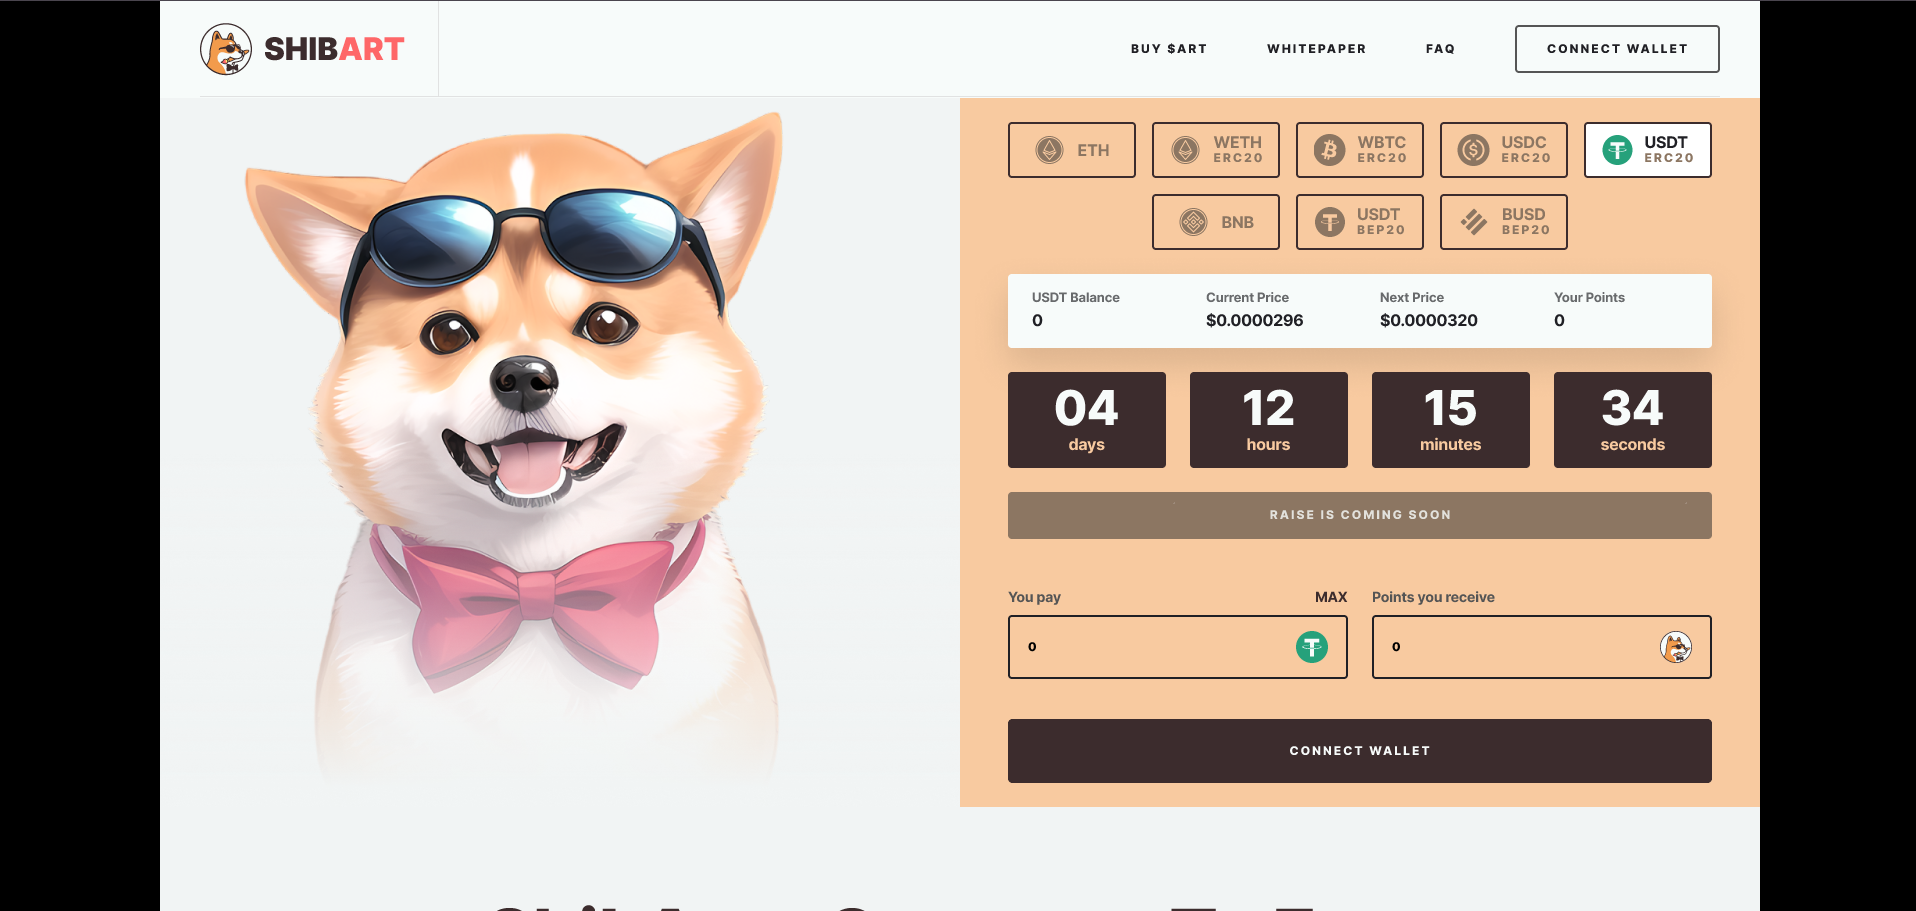 SHIBART
BUY $ART
WHITEPAPER
FAQ
CONNECT WALLET
ETH
WETH
ERC20
WBTC
ERC20
USDC
ERC20
USDT
ERC20
BNB
USDT
BEP20
BUSD
BEP20
USDT Balance
0
Current Price
$0.0000296
Next Price
$0.0000320
Your Points
0
04
days
12
hours
15
minutes
34
seconds
RAISE IS COMING SOON
You pay
MAX
0
Points you receive
0
CONNECT WALLET